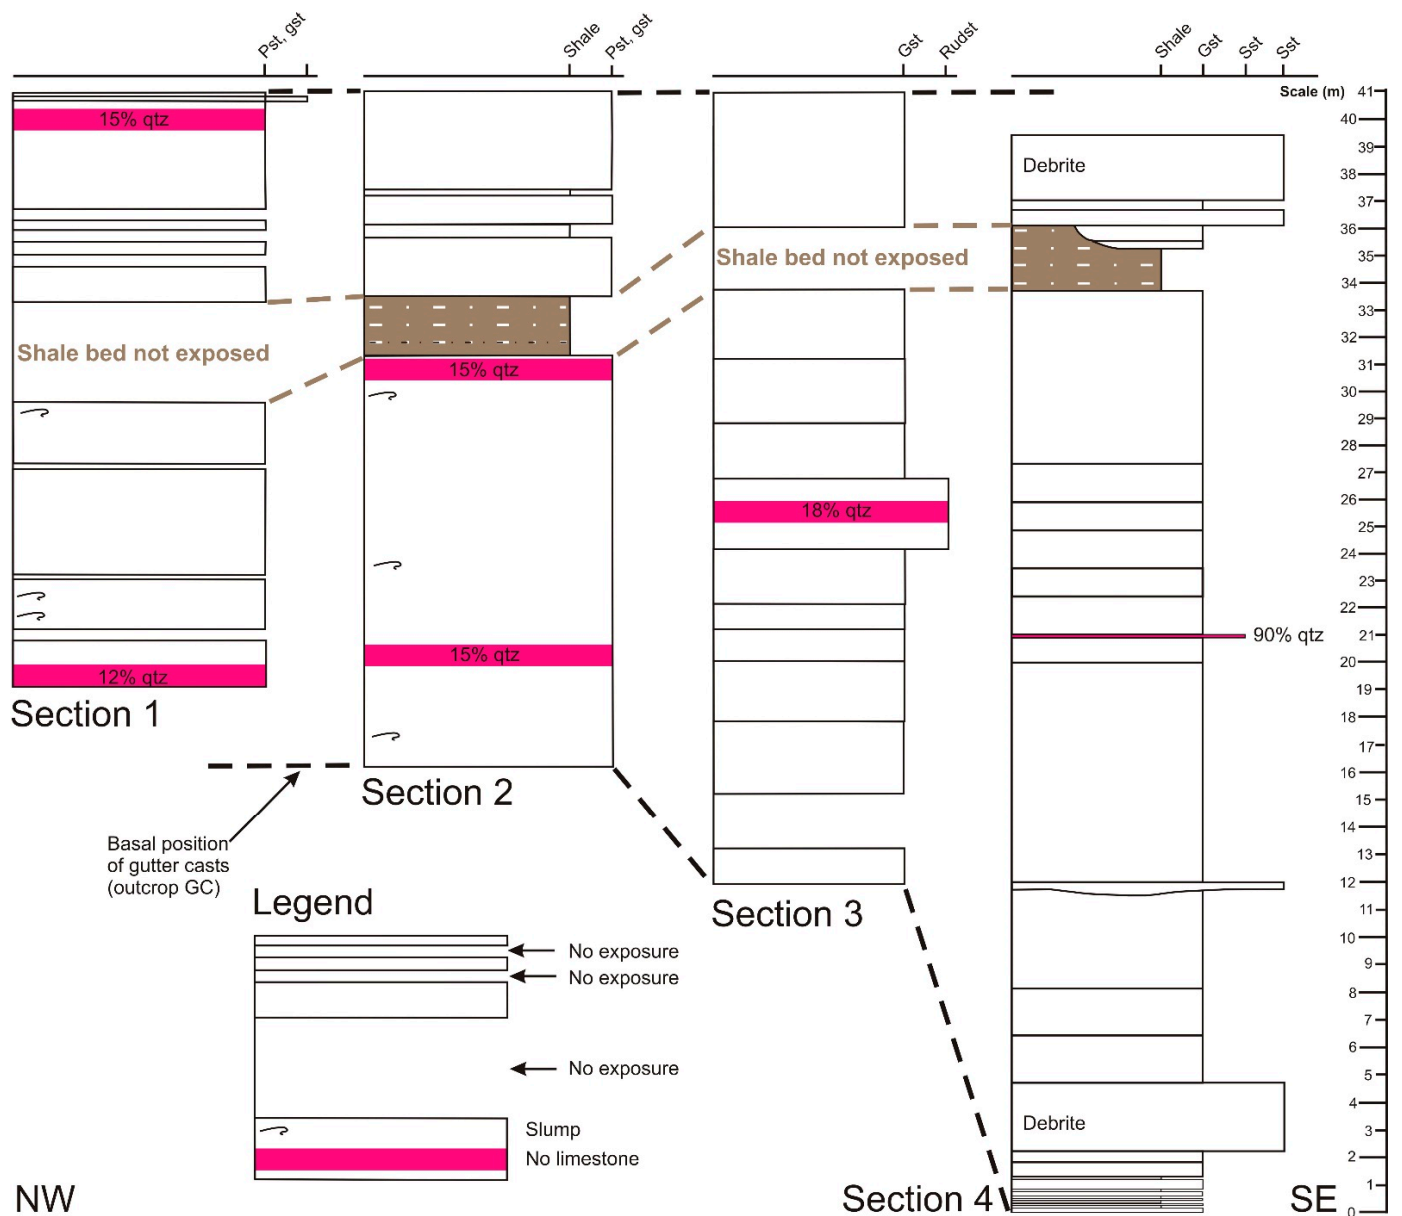 Pst, gst
Shale
Pst, gst
Gst
Rudst
Shale
Gst
Sst
Sst
Scale (m)
41
40
39
38
37
36
35
34
33
32
31
30
29
28
27
26
25
24
23
22
21
20
19
18
17
16
15
14
13
12
11
10
9
8
7
6
5
4
3
2
1
0
15% qtz
Shale bed not exposed
12% qtz
Section 1
15% qtz
15% qtz
Section 2
Shale bed not exposed
18% qtz
Section 3
Debrite
90% qtz
Debrite
Section 4
Basal position
of gutter casts
(outcrop GC)
Legend
No exposure
No exposure
No exposure
Slump
No limestone
NW
SE